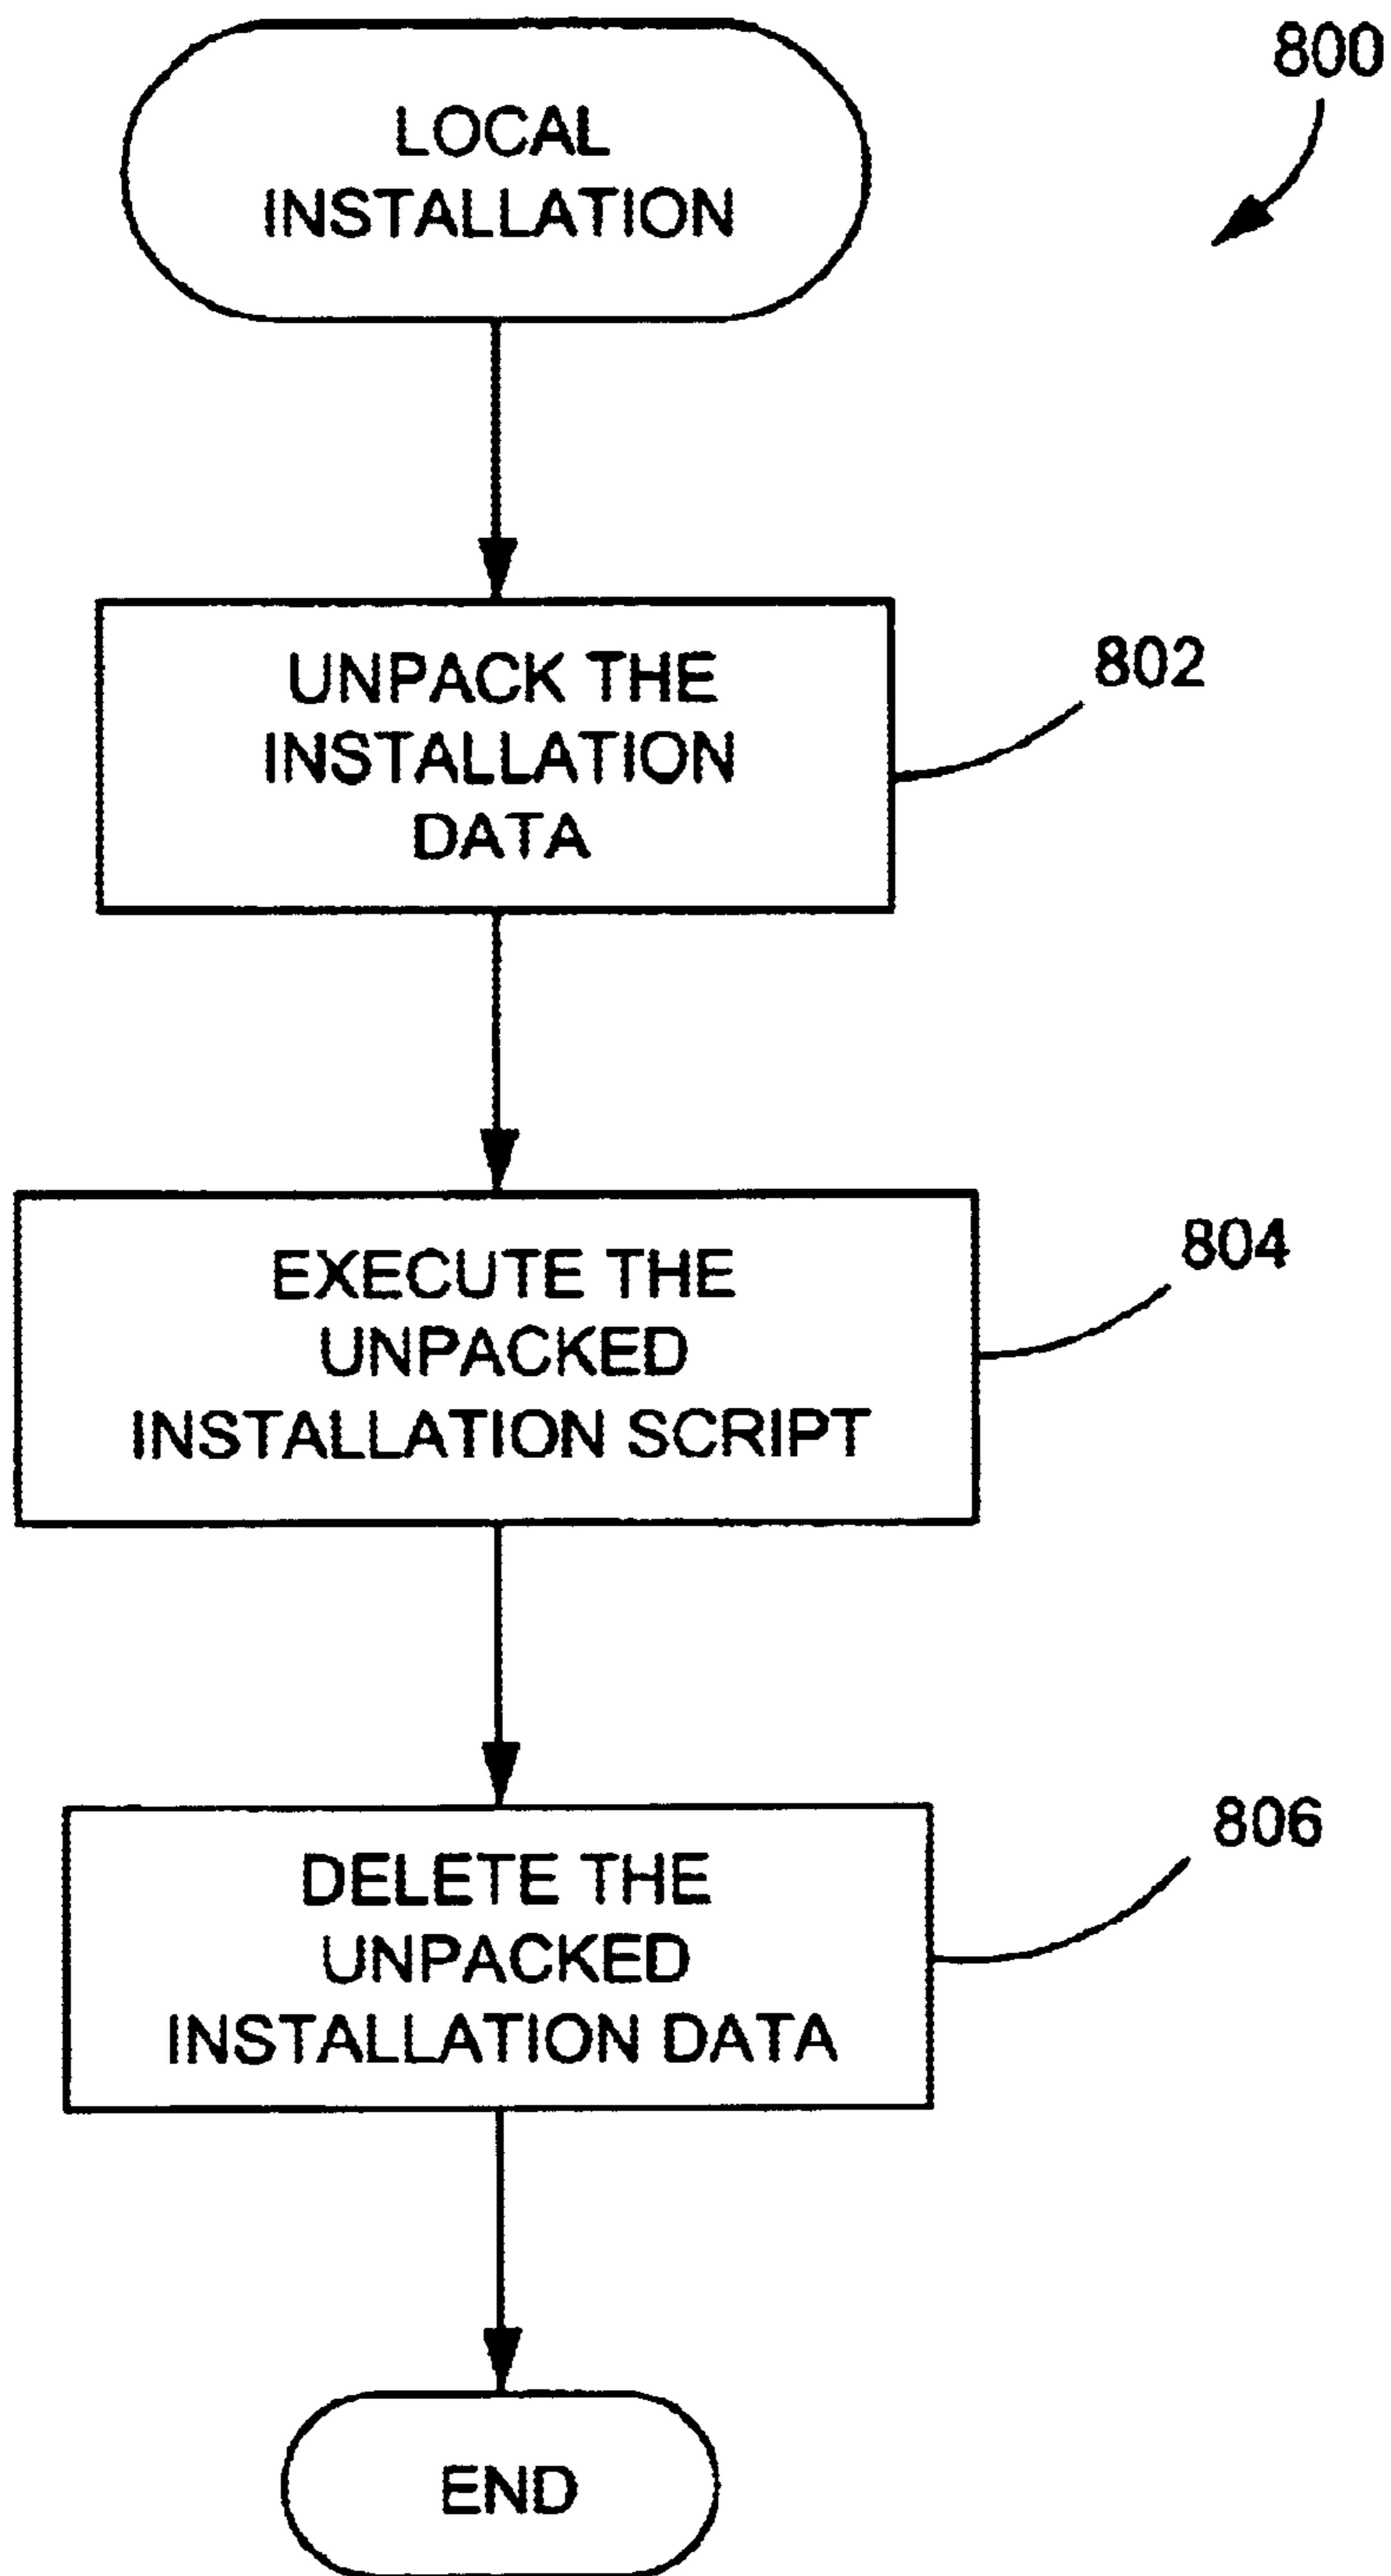 800
LOCAL
INSTALLATION
UNPACK THE
INSTALLATION
DATA
802
EXECUTE THE
UNPACKED
INSTALLATION SCRIPT
804
DELETE THE
UNPACKED
INSTALLATION DATA
806
END